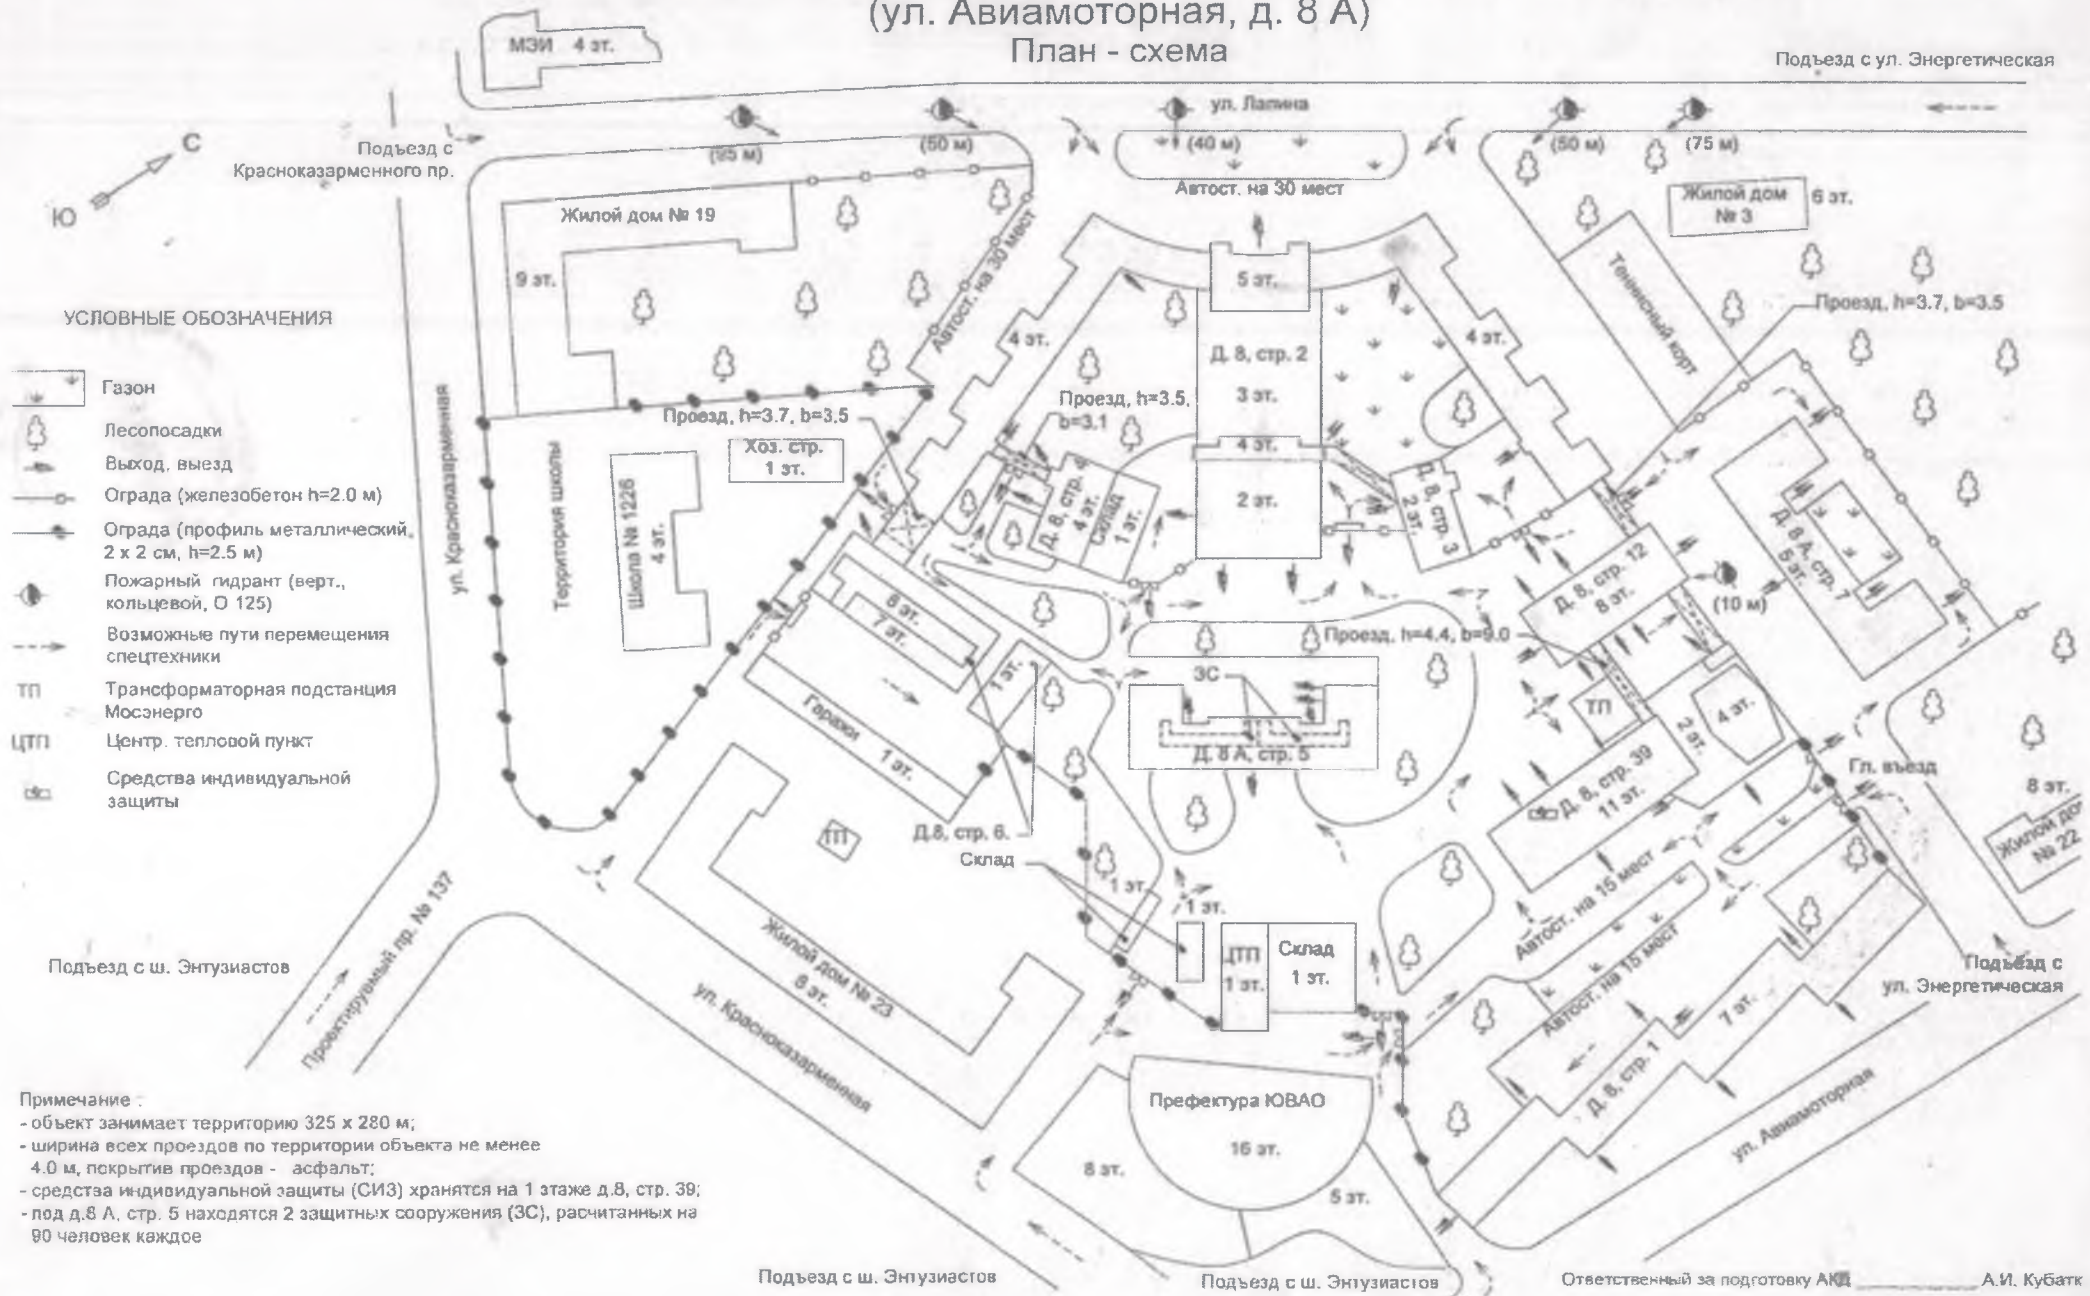 (ул. Авиамоторная, д. 8 А)
План - схема
МЭИ 4 эт.
Подъезд с ул. Энергетическая
ул. Лапина
С
Ю
Подъезд с
Красноказарменного пр.
(50 м)
(40 м)
(50 м)
(75 м)
Автост. на 30 мест
Жилой дом № 19
9 эт.
Автост. на 30 мест
Жилой дом
№ 3
6 эт.
Теннисный корт
Проезд, h=3.7, b=3.5
5 эт.
4 эт.
4 эт.
Д. 8, стр. 2
3 эт.
4 эт.
2 эт.
УСЛОВНЫЕ ОБОЗНАЧЕНИЯ
Газон
Лесопосадки
Выход, выезд
Ограда (железобетон h=2.0 м)
Ограда (профиль металлический,
2 х 2 см, h=2.5 м)
Пожарный гидрант (верт.,
кольцевой, О 125)
Возможные пути перемещения
спецтехники
ТП
Трансформаторная подстанция
Мосэнерго
ЦТП
Центр. тепловой пункт
Средства индивидуальной
защиты
ул. Красноказарменная
Территория школы
Школа № 1226
4 эт.
Проезд, h=3.7, b=3.5
Хоз. стр.
1 эт.
Проезд, h=3.5,
b=3.1
Д. 8, стр. 4
4 эт.
Склад
1 эт.
Д. 8, стр. 3
2 эт.
Д. 8, стр. 12
8 эт.
(10 м)
Д. 8 А, стр. 7
5 эт.
Проезд, h=4.4, b=9.0
7 эт.
1 эт.
Гаражи
1 эт.
ЗС
Д. 8 А, стр. 5
ТП
2 эт.
4 эт.
Д. 8, стр. 39
11 эт.
Гл. въезд
8 эт.
№ 22
ТП
Д.8, стр. 6.
Склад
1 эт.
1 эт.
ЦТП
1 эт.
Склад
1 эт.
Автост. на 15 мест
Автост. на 15 мест
Подъезд с
ул. Энергетическая
Д. 8, стр. 1
7 эт.
ул. Авиамоторная
Подъезд с ш. Энтузиастов
Проектируемый пр. № 137
Жилой дом № 23
8 эт.
ул. Красноказарменная
Префектура ЮВАО
16 эт.
8 эт.
5 эт.
Примечание :
- объект занимает территорию 325 х 280 м;
- ширина всех проездов по территории объекта не менее
4.0 м, покрытив проездов - асфальт;
- средства индивидуальной защиты (СИЗ) хранятся на 1 этаже д.8, стр. 39;
- под д.8 А, стр. 5 находятся 2 защитных сооружения (ЗС), расчитанных на
90 человек каждое
Подъезд с ш. Энтузиастов
Подъезд с ш. Энтузиастов
Ответственный за подготовку АКД
А.И. Кубатк